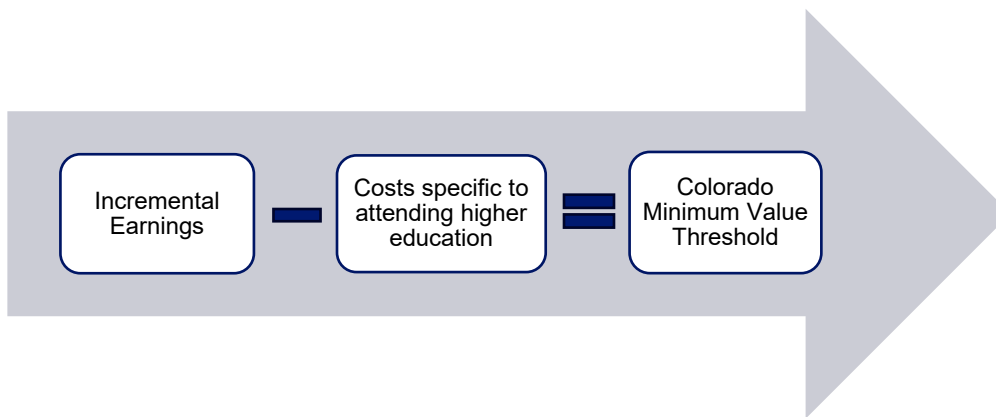 Incremental
Earnings
Costs specific to
attending higher
education
Colorado
Minimum Value
Threshold